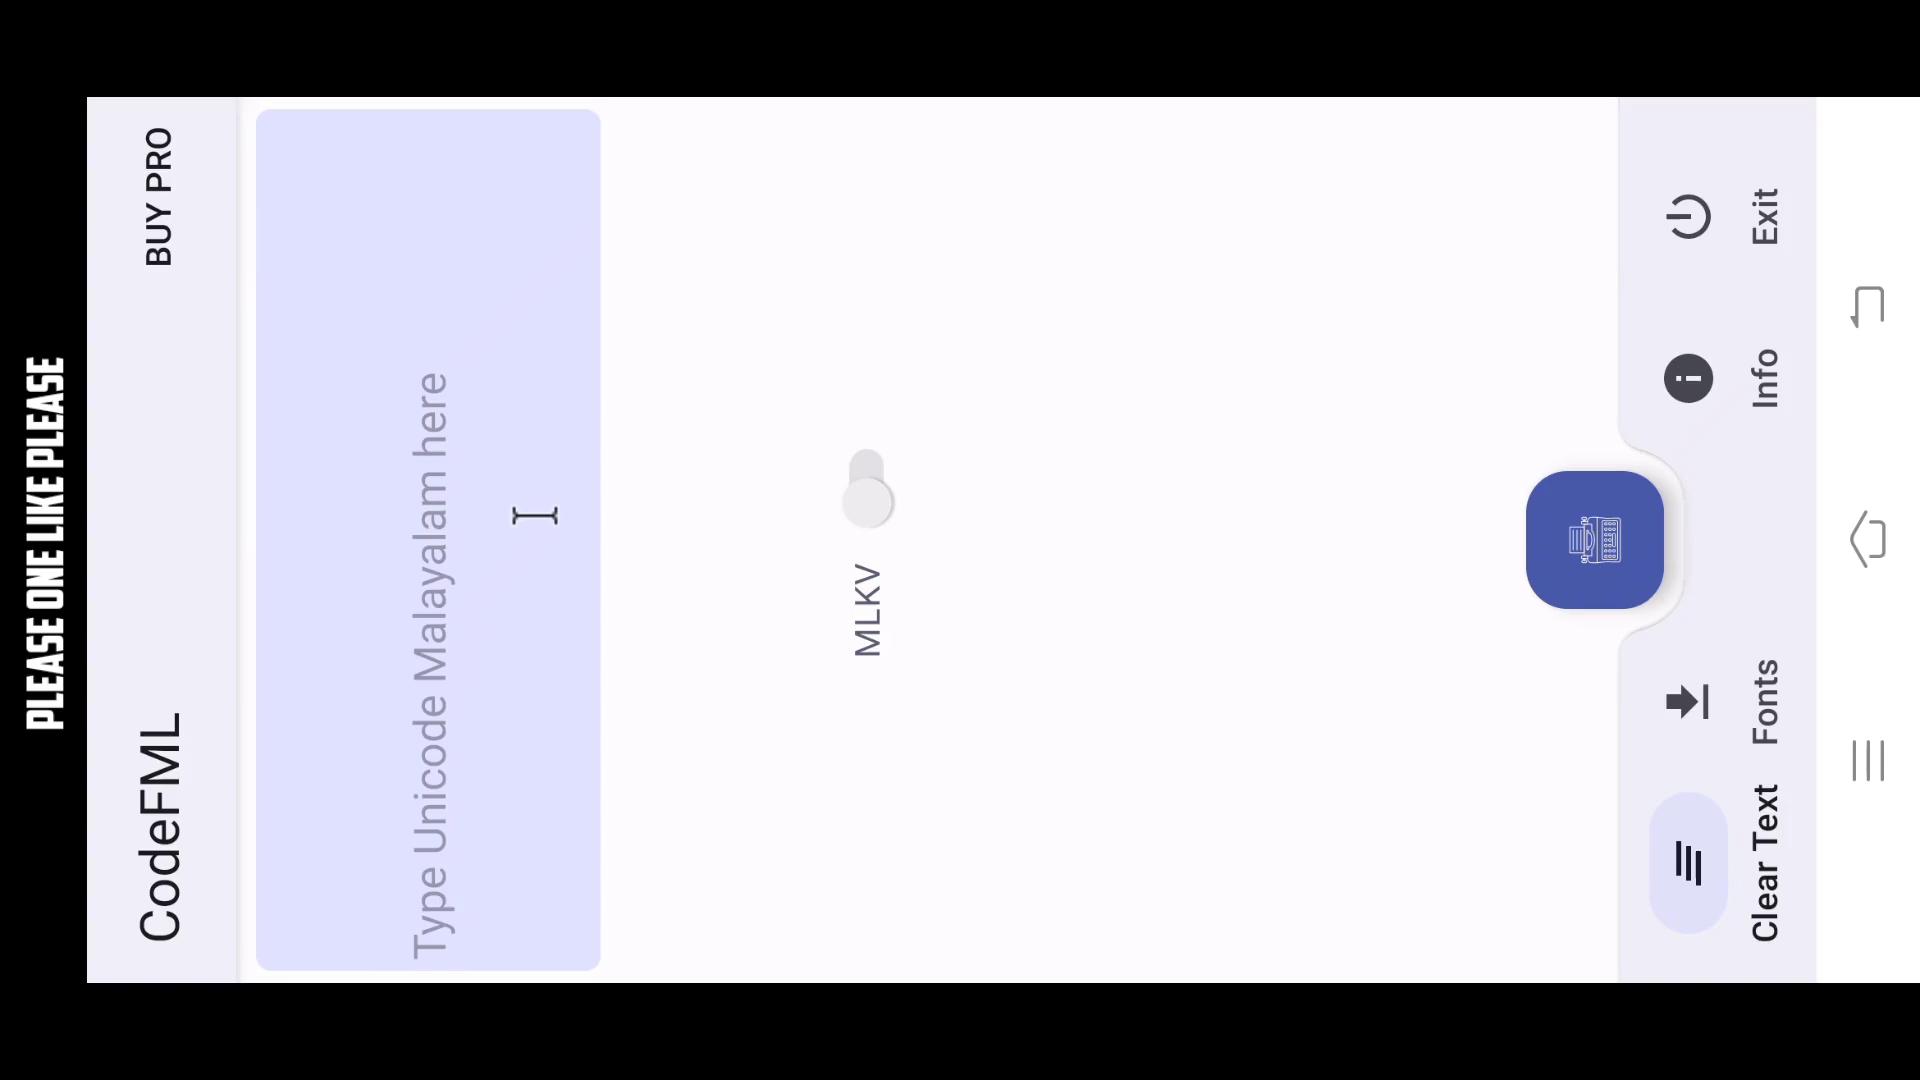 PLEASE ONE LIKE PLEASE
CodeFML
BUY PRO
Type Unicode Malayalam here
MLKV
Clear Text
Fonts
Info
Exit